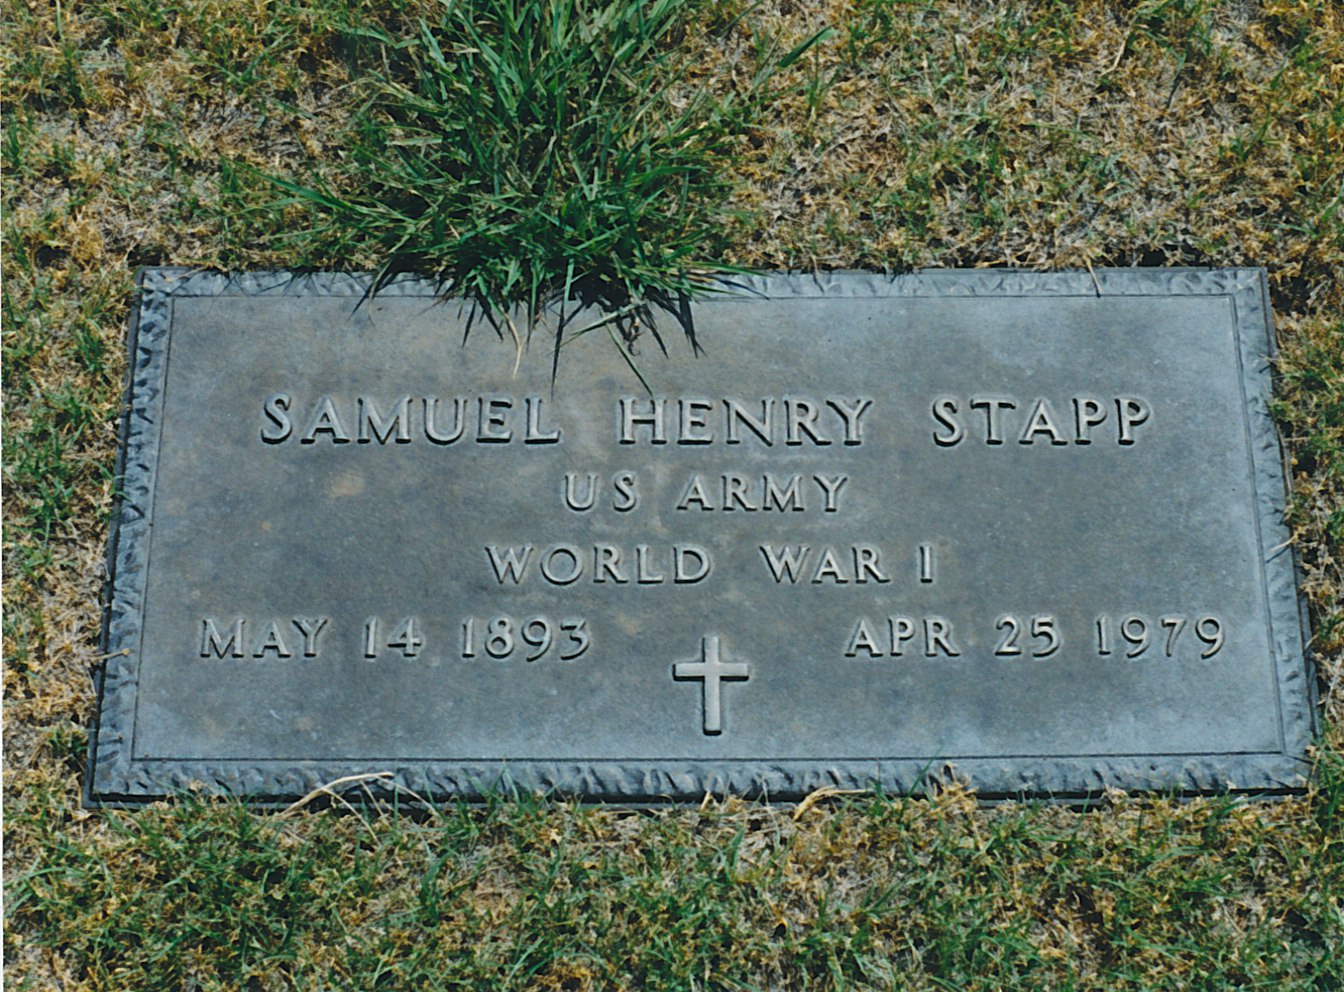 SAMUEL HENRY STAPP
US ARMY
WORLD WAR I
MAY 14 1893 APR 25 1979